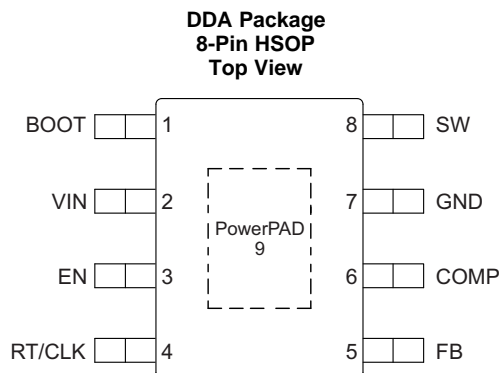 DDA Package
8-Pin HSOP
Top View
BOOT 1 8 SW
VIN 2 7 GND
PowerPAD
9
EN 3 6 COMP
RT/CLK 4 5 FB